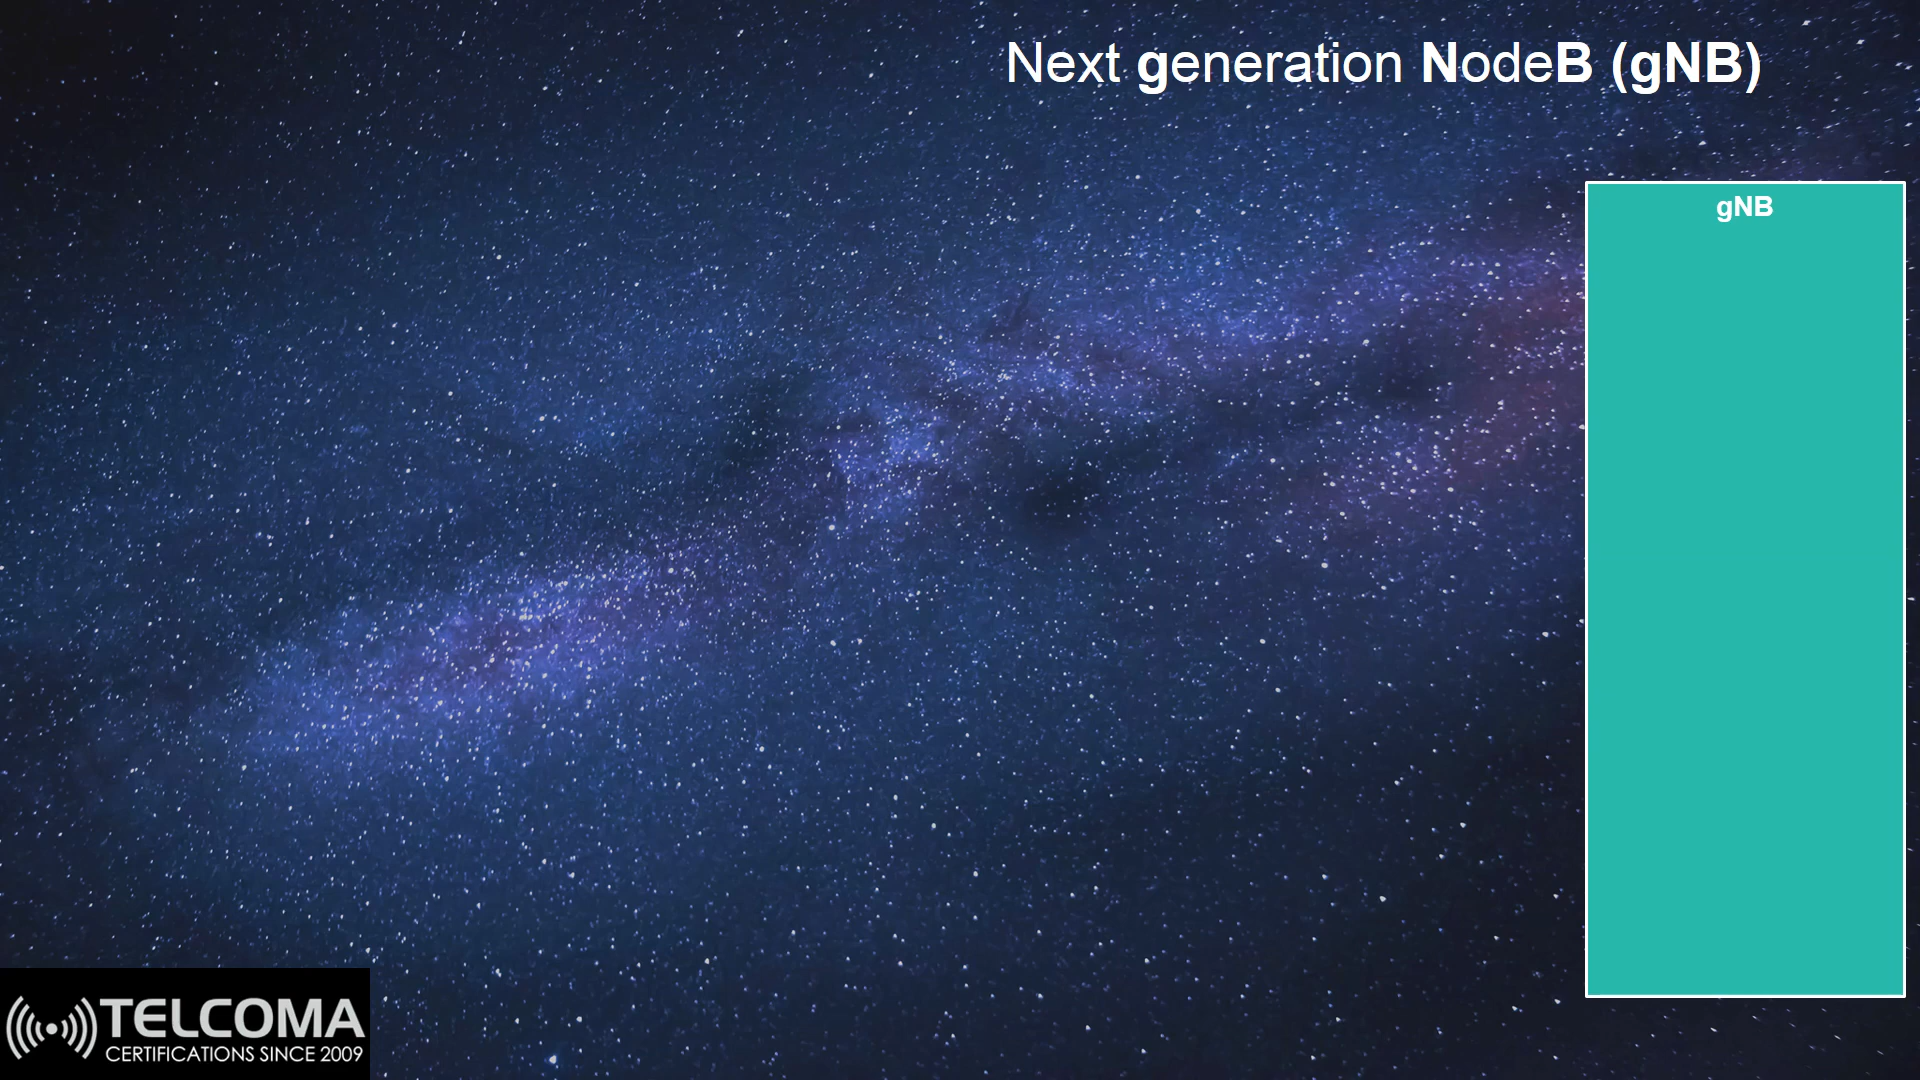 Next generation NodeB (gNB)
gNB
TELCOMA
CERTIFICATIONS SINCE 2009